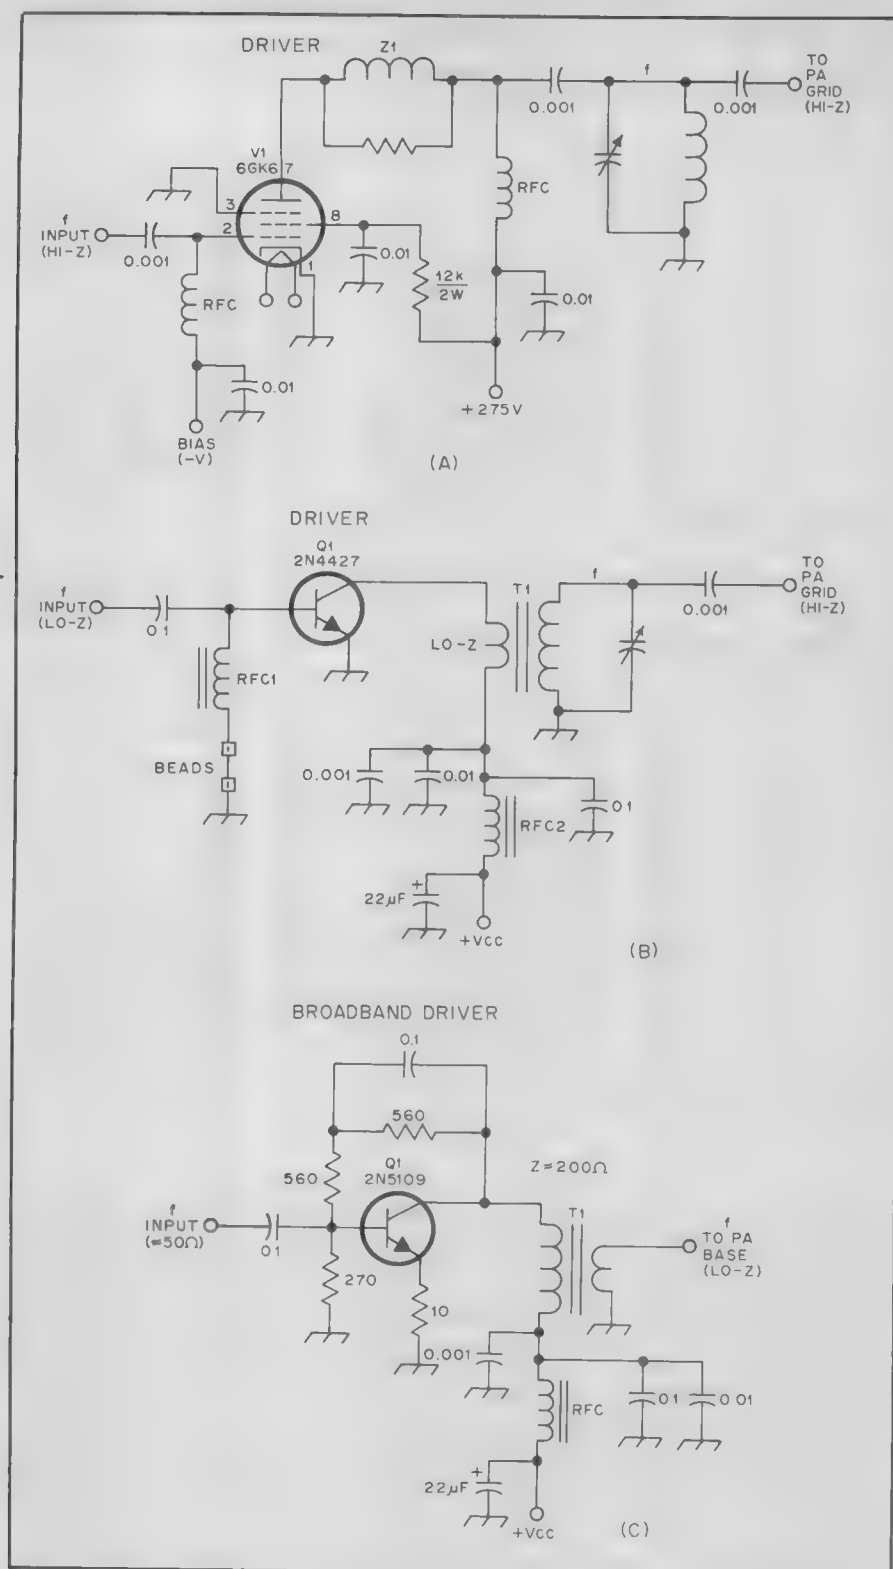 DRIVER
Z1
TO
PA
GRID
(HI-Z)
f
0.001
0.001
V1
6GK6
7
RFC
3
8
f
INPUT
(HI-Z)
2
0.001
0.01
1
12k
2W
RFC
0.01
0.01
+275V
BIAS
(-V)
(A)
DRIVER
Q1
2N4427
TO
PA
GRID
(HI-Z)
T1
f
f
INPUT
(LO-Z)
0.001
01
LO-Z
RFC1
BEADS
0.001
0.01
01
RFC2
+
22µF
+VCC
(B)
BROADBAND DRIVER
0.1
560
Q1
2N5109
Z≈200Ω
560
f
INPUT
(≈50Ω)
T1
f
TO PA
BASE
(LO-Z)
01
270
10
0.001
RFC
01
0 01
+
22µF
+VCC
(C)